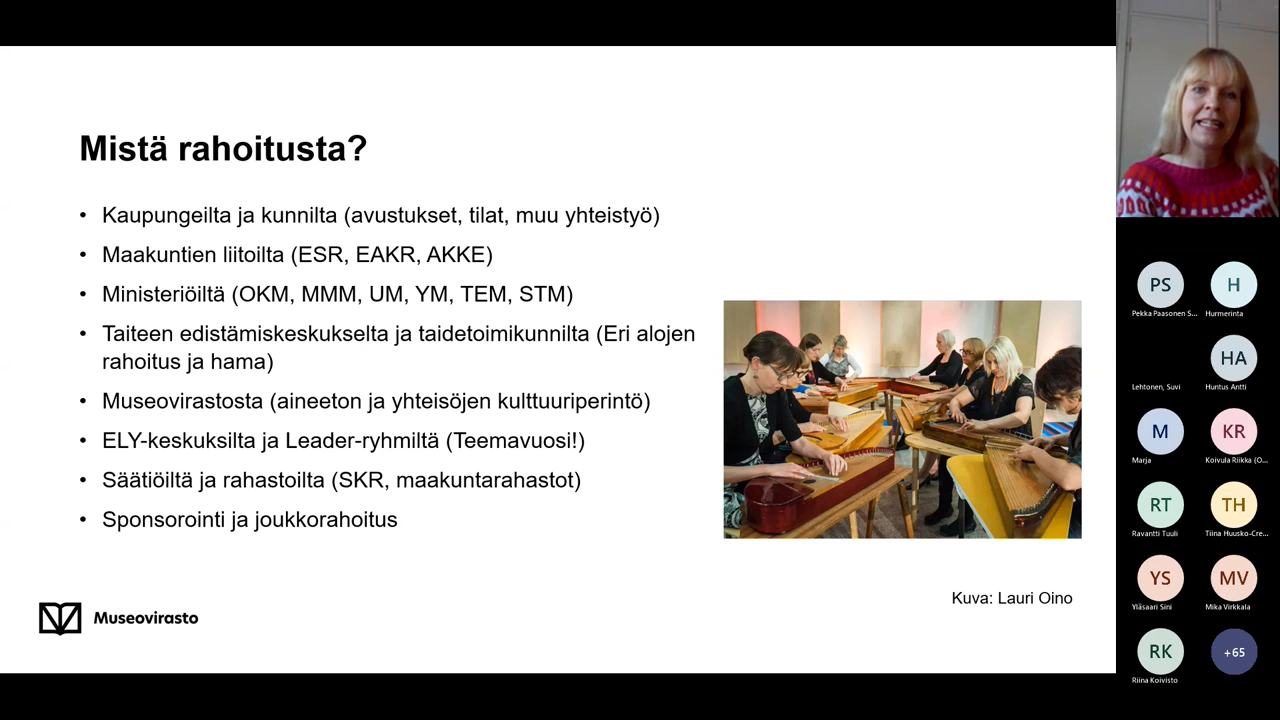 Mistä rahoitusta?
• Kaupungeilta ja kunnilta (avustukset, tilat, muu yhteistyö)
• Maakuntien liitoilta (ESR, EAKR, AKKE)
• Ministeriöiltä (OKM, MMM, UM, YM, TEM, STM)
• Taiteen edistämiskeskukselta ja taidetoimikunnilta (Eri alojen
rahoitus ja hama)
• Museovirastosta (aineeton ja yhteisöjen kulttuuriperintö)
• ELY-keskuksilta ja Leader-ryhmiltä (Teemavuosi!)
• Säätiöiltä ja rahastoilta (SKR, maakuntarahastot)
• Sponsorointi ja joukkorahoitus
Kuva: Lauri Oino
Museovirasto
PS
H
Pekka Paasonen S...
Hurmerinta
HA
Lehtonen, Suvi
Huntus Antti
M
KR
Marja
Koivula Riikka (O...
RT
TH
Ravantti Tuuli
Tiina Huusko-Cre...
YS
MV
Yläsaari Sini
Mika Virkkala
RK
+65
Riina Koivisto